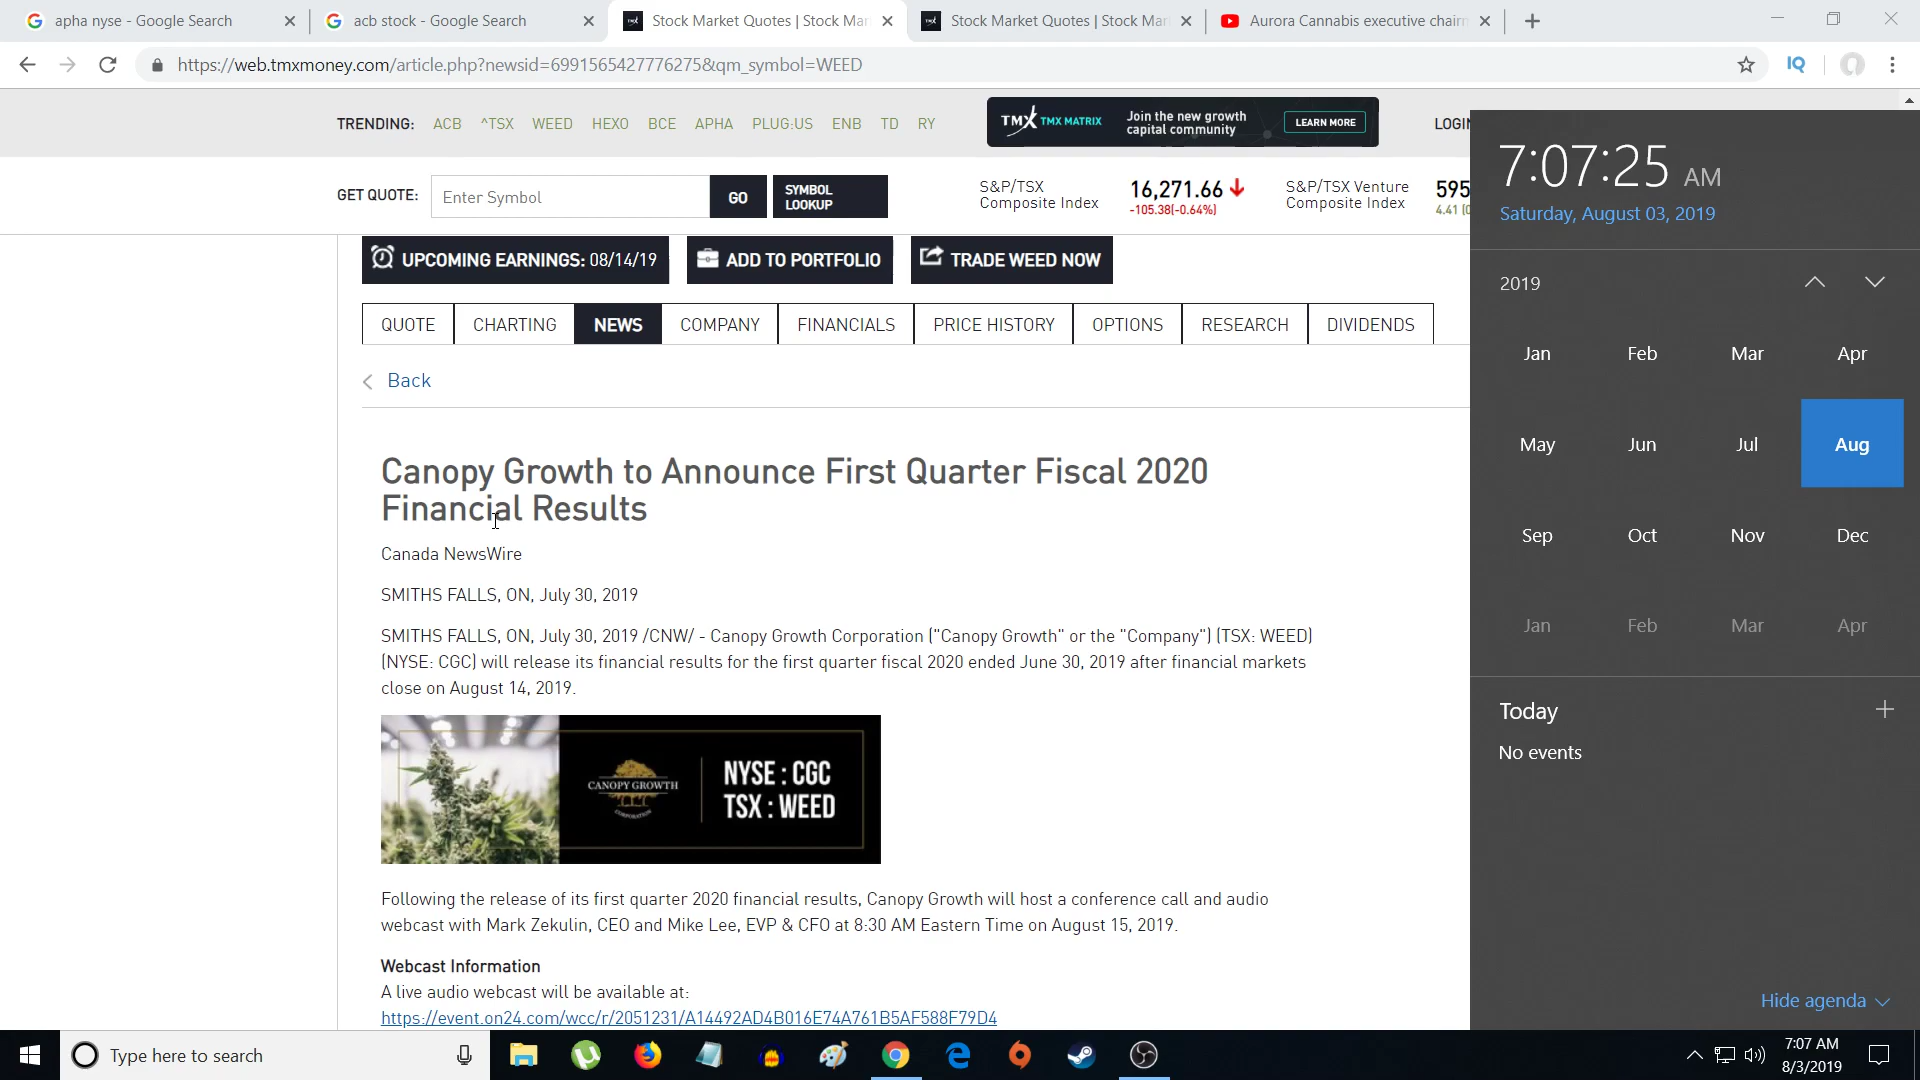 apha nyse - Google Search
acb stock - Google Search
Stock Market Quotes | Stock Mar
Stock Market Quotes | Stock Mar
Aurora Cannabis executive chairm
https://web.tmxmoney.com/article.php?newsid=6991565427776275&qm_symbol=WEED
IQ
TRENDING: ACB ^TSX WEED HEXO BCE APHA PLUG:US ENB TD RY
TMX TMX MATRIX
Join the new growth
capital community
LEARN MORE
LOGIN
GET QUOTE:
Enter Symbol
GO
SYMBOL
LOOKUP
S&P/TSX
Composite Index
16,271.66
-105.38(-0.64%)
S&P/TSX Venture
Composite Index
595
4.41 (0
UPCOMING EARNINGS: 08/14/19
ADD TO PORTFOLIO
TRADE WEED NOW
QUOTE CHARTING NEWS COMPANY FINANCIALS PRICE HISTORY OPTIONS RESEARCH DIVIDENDS
Back
Canopy Growth to Announce First Quarter Fiscal 2020
Financial Results
Canada NewsWire
SMITHS FALLS, ON, July 30, 2019
SMITHS FALLS, ON, July 30, 2019 /CNW/ - Canopy Growth Corporation ("Canopy Growth" or the "Company") (TSX: WEED)
(NYSE: CGC) will release its financial results for the first quarter fiscal 2020 ended June 30, 2019 after financial markets
close on August 14, 2019.
CANOPY GROWTH
CORPORATION
NYSE : CGC
TSX : WEED
Following the release of its first quarter 2020 financial results, Canopy Growth will host a conference call and audio
webcast with Mark Zekulin, CEO and Mike Lee, EVP & CFO at 8:30 AM Eastern Time on August 15, 2019.
Webcast Information
A live audio webcast will be available at:
https://event.on24.com/wcc/r/2051231/A14492AD4B016E74A761B5AF588F79D4
7:07:25 AM
Saturday, August 03, 2019
2019
Jan Feb Mar Apr
May Jun Jul Aug
Sep Oct Nov Dec
Jan Feb Mar Apr
Today
No events
Hide agenda
Type here to search
7:07 AM
8/3/2019